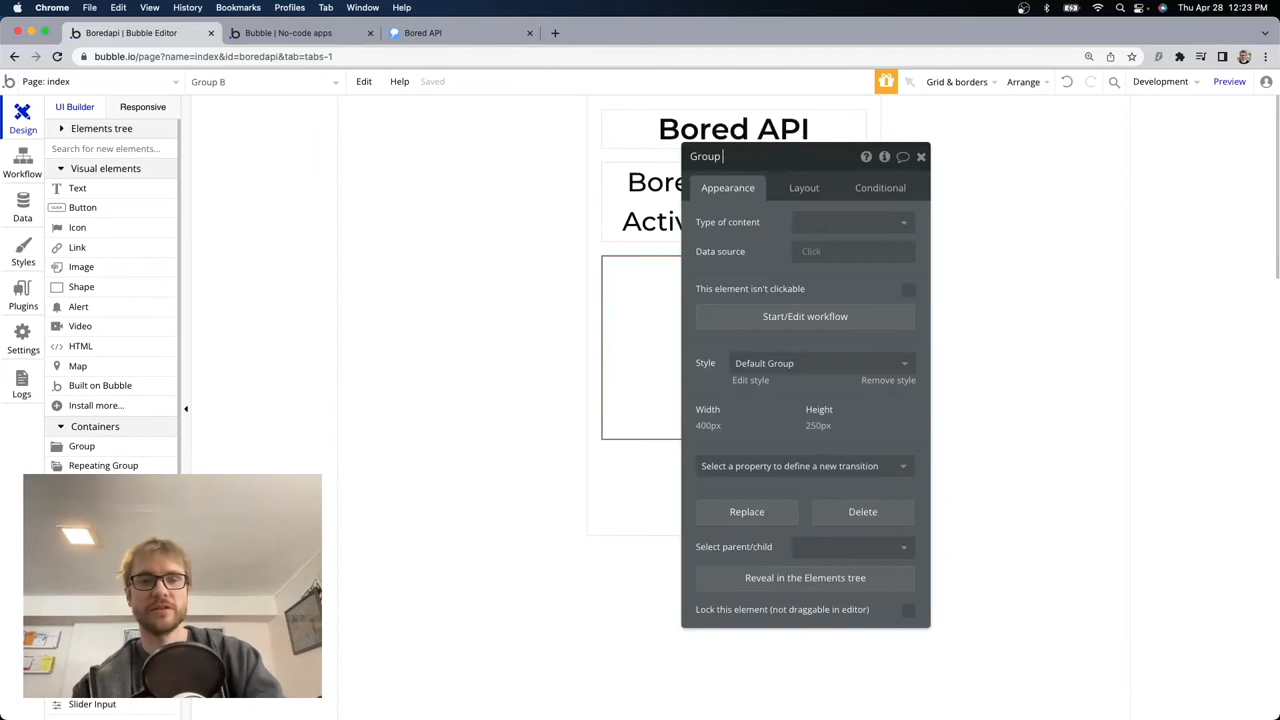 Chrome File Edit View History Bookmarks Profiles Tab Window Help Thu Apr 28 12:23 PM
Boredapi | Bubble Editor Bubble | No-code apps Bored API
bubble.io/page?name=index&id=boredapi&tab=tabs-1
Page: index Group B Edit Help Saved Grid & borders Arrange Development Preview
UI Builder Responsive
Design
Elements tree
Search for new elements...
Visual elements
Workflow
Text
Button
Data
Icon
Link
Styles
Image
Shape
Plugins
Alert
Video
Settings
HTML
Map
Logs
Built on Bubble
Install more...
Containers
Group
Repeating Group
Slider Input
Bored API
Bore
Activ
Group
Appearance Layout Conditional
Type of content
Data source Click
This element isn't clickable
Start/Edit workflow
Style Default Group
Edit style Remove style
Width Height
400px 250px
Select a property to define a new transition
Replace Delete
Select parent/child
Reveal in the Elements tree
Lock this element (not draggable in editor)